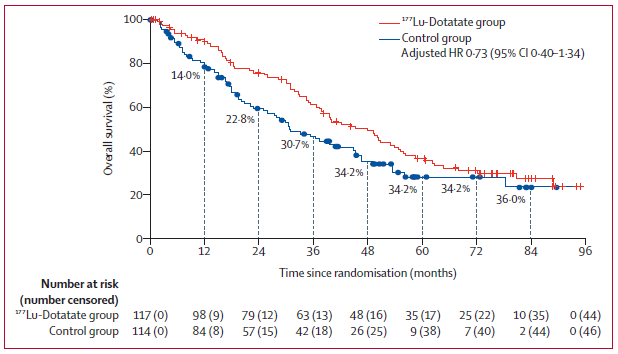 100
80
60
40
20
0
Overall survival (%)
¹⁷⁷Lu-Dotatate group
Control group
Adjusted HR 0·73 (95% CI 0·40–1·34)
14·0%
22·8%
30·7%
34·2%
34·2%
34·2%
36·0%
0 12 24 36 48 60 72 84 96
Time since randomisation (months)
Number at risk
(number censored)
¹⁷⁷Lu-Dotatate group 117 (0) 98 (9) 79 (12) 63 (13) 48 (16) 35 (17) 25 (22) 10 (35) 0 (44)
Control group 114 (0) 84 (8) 57 (15) 42 (18) 26 (25) 9 (38) 7 (40) 2 (44) 0 (46)